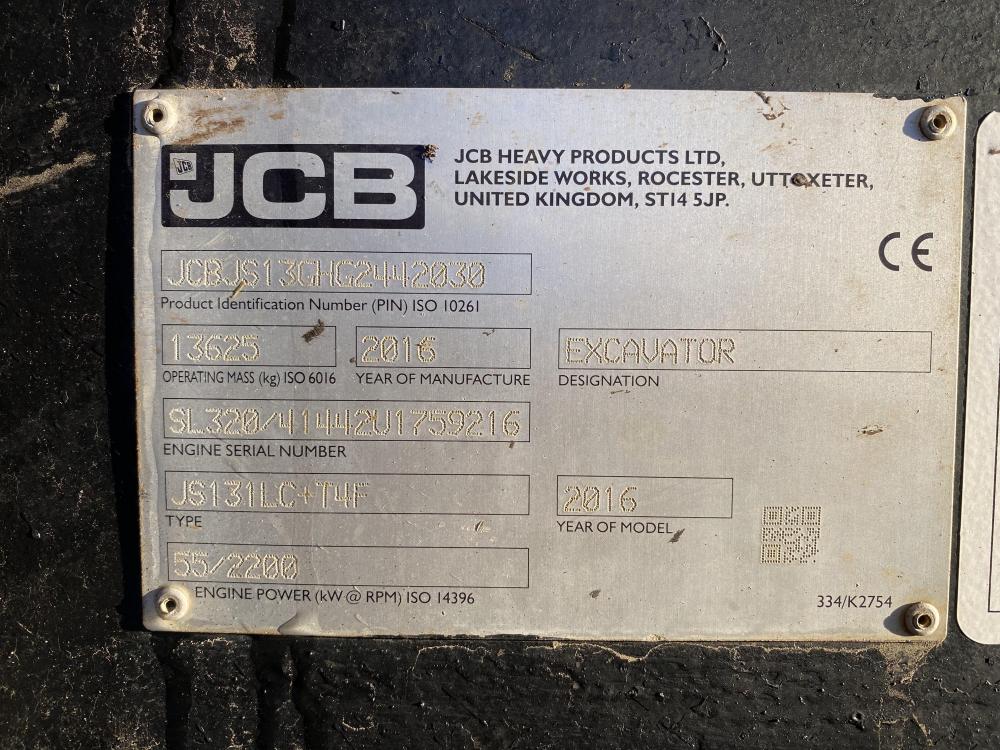 JCB
JCB
JCB HEAVY PRODUCTS LTD,
LAKESIDE WORKS, ROCESTER, UTTOXETER,
UNITED KINGDOM, ST14 5JP.
CE
JCBJS13GHG2442030
Product Identification Number (PIN) ISO 10261
13625
2016
EXCAVATOR
OPERATING MASS (kg) ISO 6016
YEAR OF MANUFACTURE
DESIGNATION
SL320/41442U1759216
ENGINE SERIAL NUMBER
JS131LC+T4F
2016
TYPE
YEAR OF MODEL
55/2200
ENGINE POWER (kW @ RPM) ISO 14396
334/K2754